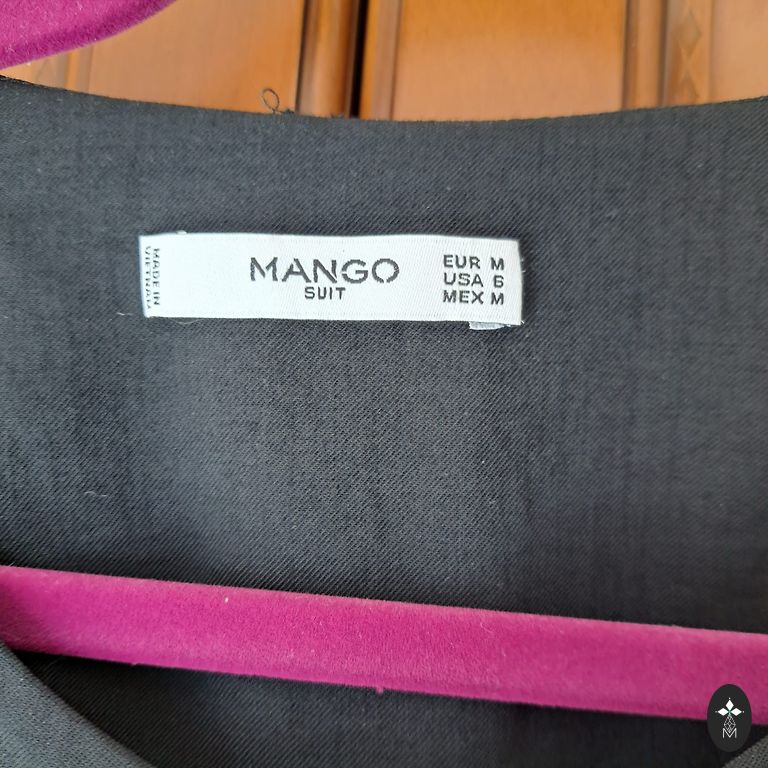 MADE IN
VIETNAM
MANGO
SUIT
EUR M
USA 6
MEX M
M